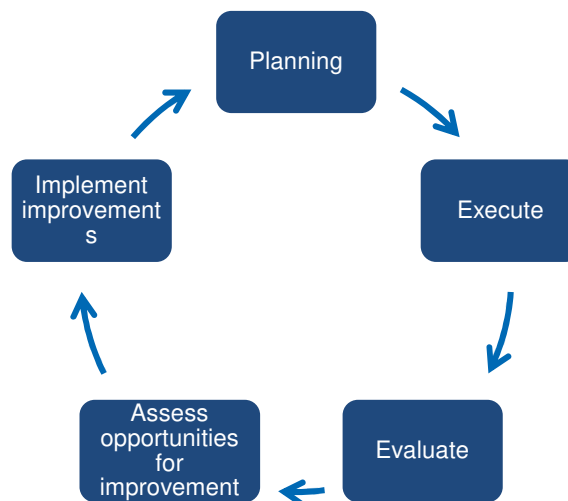 Planning
Execute
Evaluate
Assess
opportunities
for
improvement
Implement
improvement
s